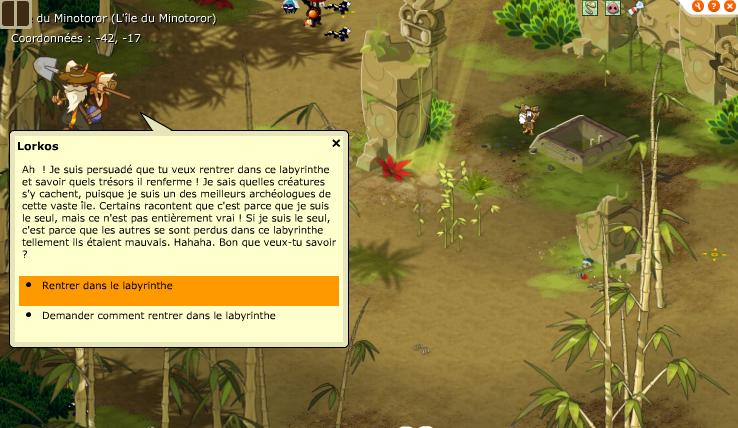 du Minotoror (L'île du Minotoror)
Coordonnées : -42, -17
Lorkos
Ah ! Je suis persuadé que tu veux rentrer dans ce labyrinthe
et savoir quels trésors il renferme ! Je sais quelles créatures
s'y cachent, puisque je suis un des meilleurs archéologues de
cette vaste île. Certains racontent que c'est parce que je suis
le seul, mais ce n'est pas entièrement vrai ! Si je suis le seul,
c'est parce que les autres se sont perdus dans ce labyrinthe
tellement ils étaient mauvais. Hahaha. Bon que veux-tu savoir
?
Rentrer dans le labyrinthe
Demander comment rentrer dans le labyrinthe